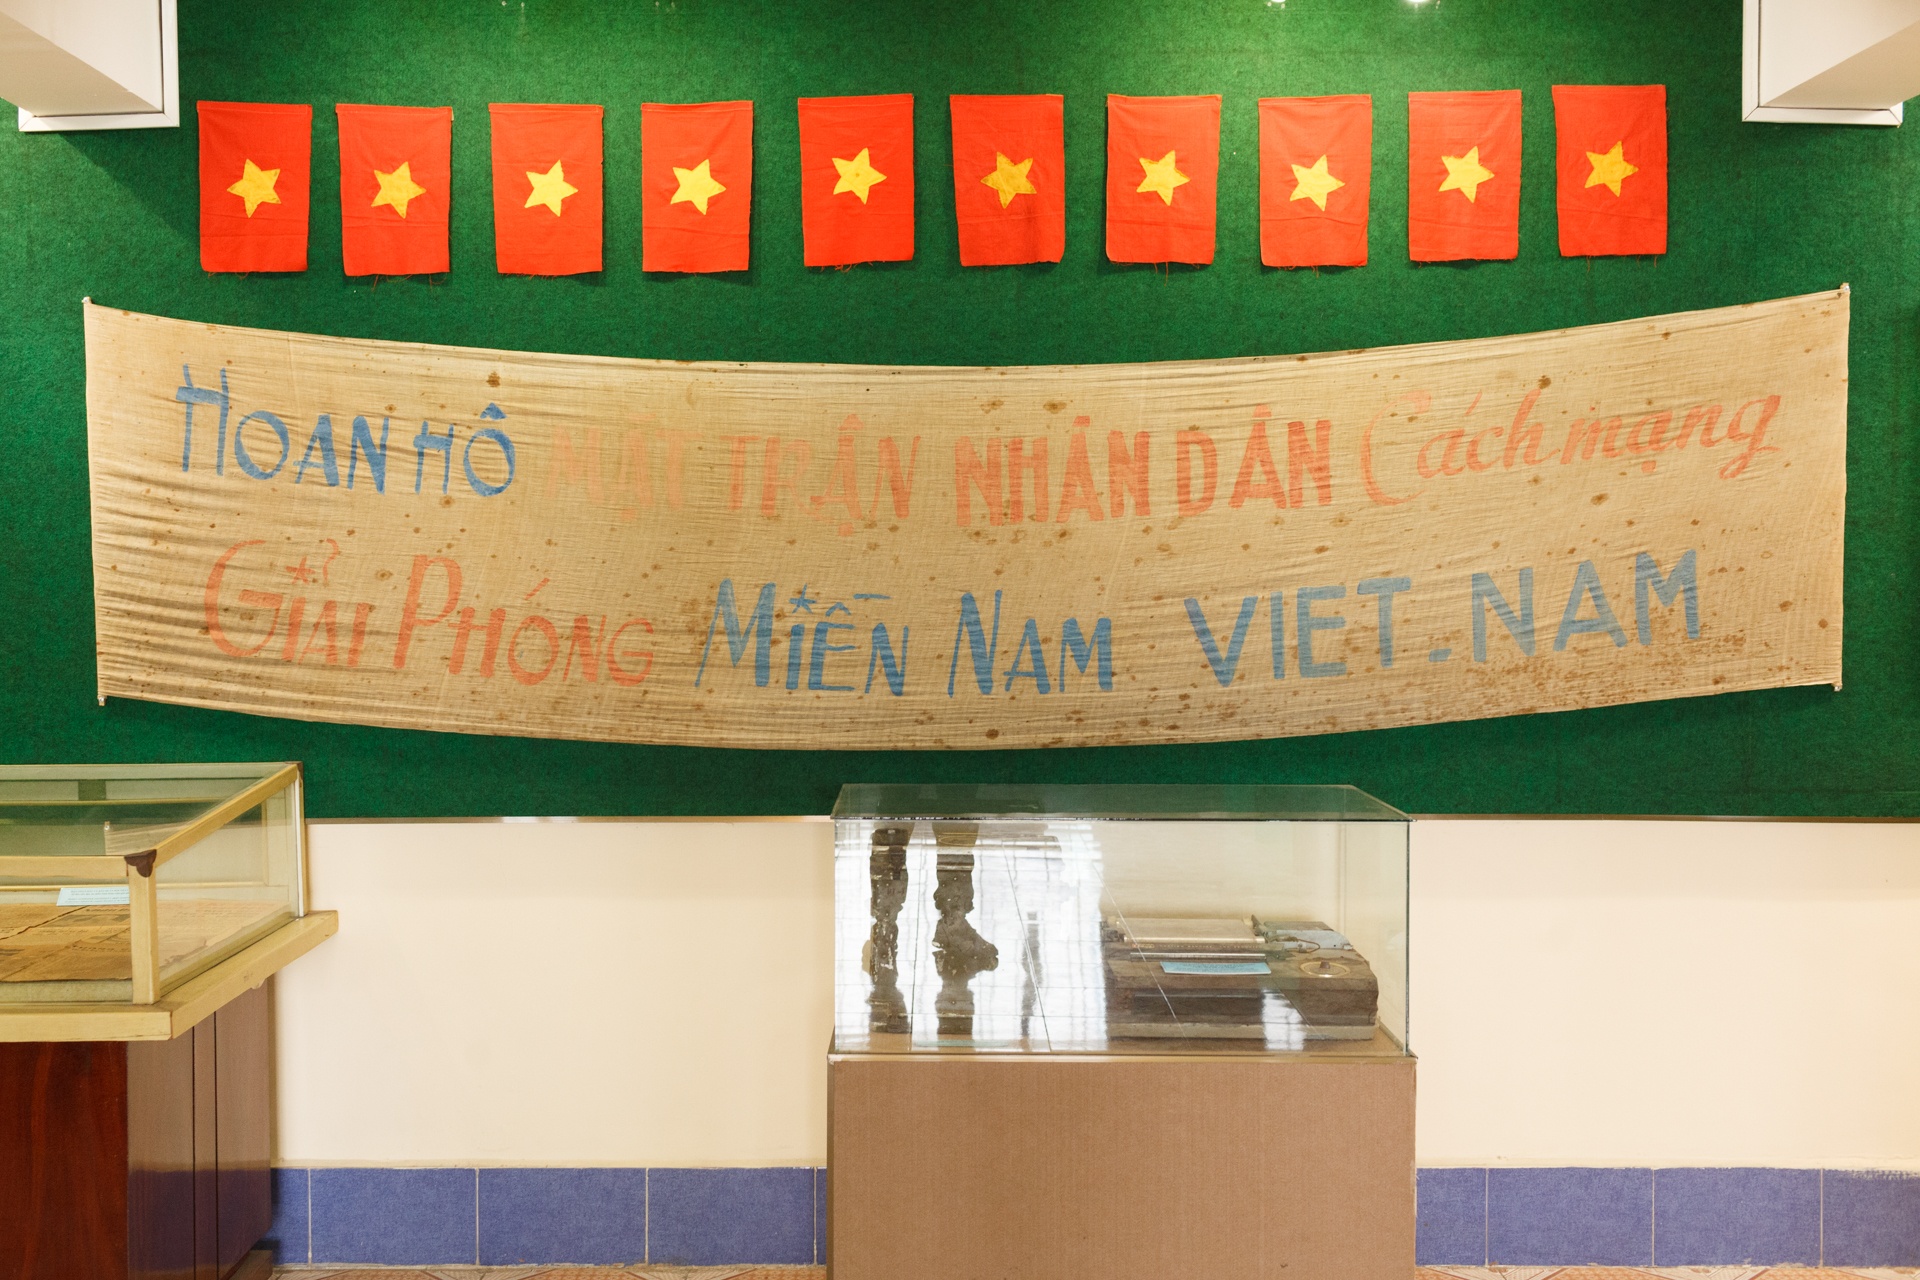 HOAN HÔ MẶT TRẬN NHÂN DÂN Cách mạng
GIẢI PHÓNG MIỀN NAM VIET.NAM